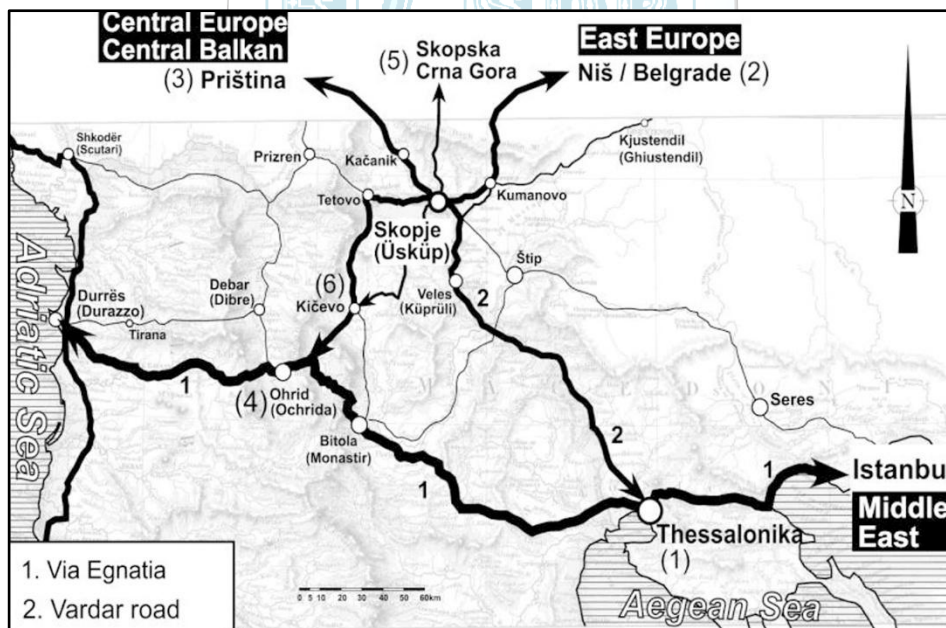 Central Europe
Central Balkan
(3) Priština
(5) Skopska
Crna Gora
East Europe
Niš / Belgrade (2)
Shkodër
(Scutari)
Prizren
Kačanik
Kjustendil
(Ghiustendil)
N
Tetovo
Kumanovo
Skopje
(Üsküp)
Štip
Adriatic Sea
Debar
(Dibre)
(6)
Kičevo
Veles
(Küprüli)
2
Durrës
(Durazzo)
Tirana
1
(4) Ohrid
(Ochrida)
Seres
Bitola
(Monastir)
2
1
1
Istanbu
Middle
East
Thessalonika
(1)
1. Via Egnatia
2. Vardar road
0 5 10 20 30 40 50 60km
Aegean Sea